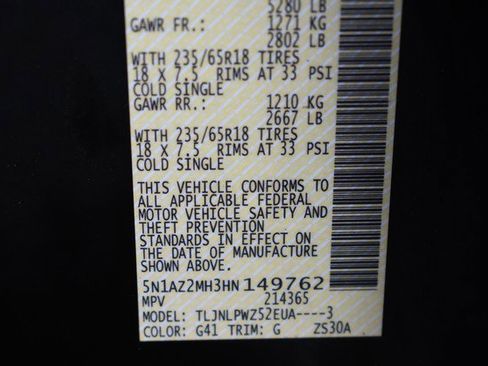 5280 LB
GAWR FR.: 1271 KG
2802 LB
WITH 235/65R18 TIRES
18 X 7.5 RIMS AT 33 PSI
COLD SINGLE
GAWR RR.: 1210 KG
2667 LB
WITH 235/65R18 TIRES
18 X 7.5 RIMS AT 33 PSI
COLD SINGLE
THIS VEHICLE CONFORMS TO
ALL APPLICABLE FEDERAL
MOTOR VEHICLE SAFETY AND
THEFT PREVENTION
STANDARDS IN EFFECT ON
THE DATE OF MANUFACTURE
SHOWN ABOVE.
5N1AZ2MH3HN149762
MPV 214365
MODEL: TLJNLPWZ52EUA----3
COLOR: G41 TRIM: G ZS30A